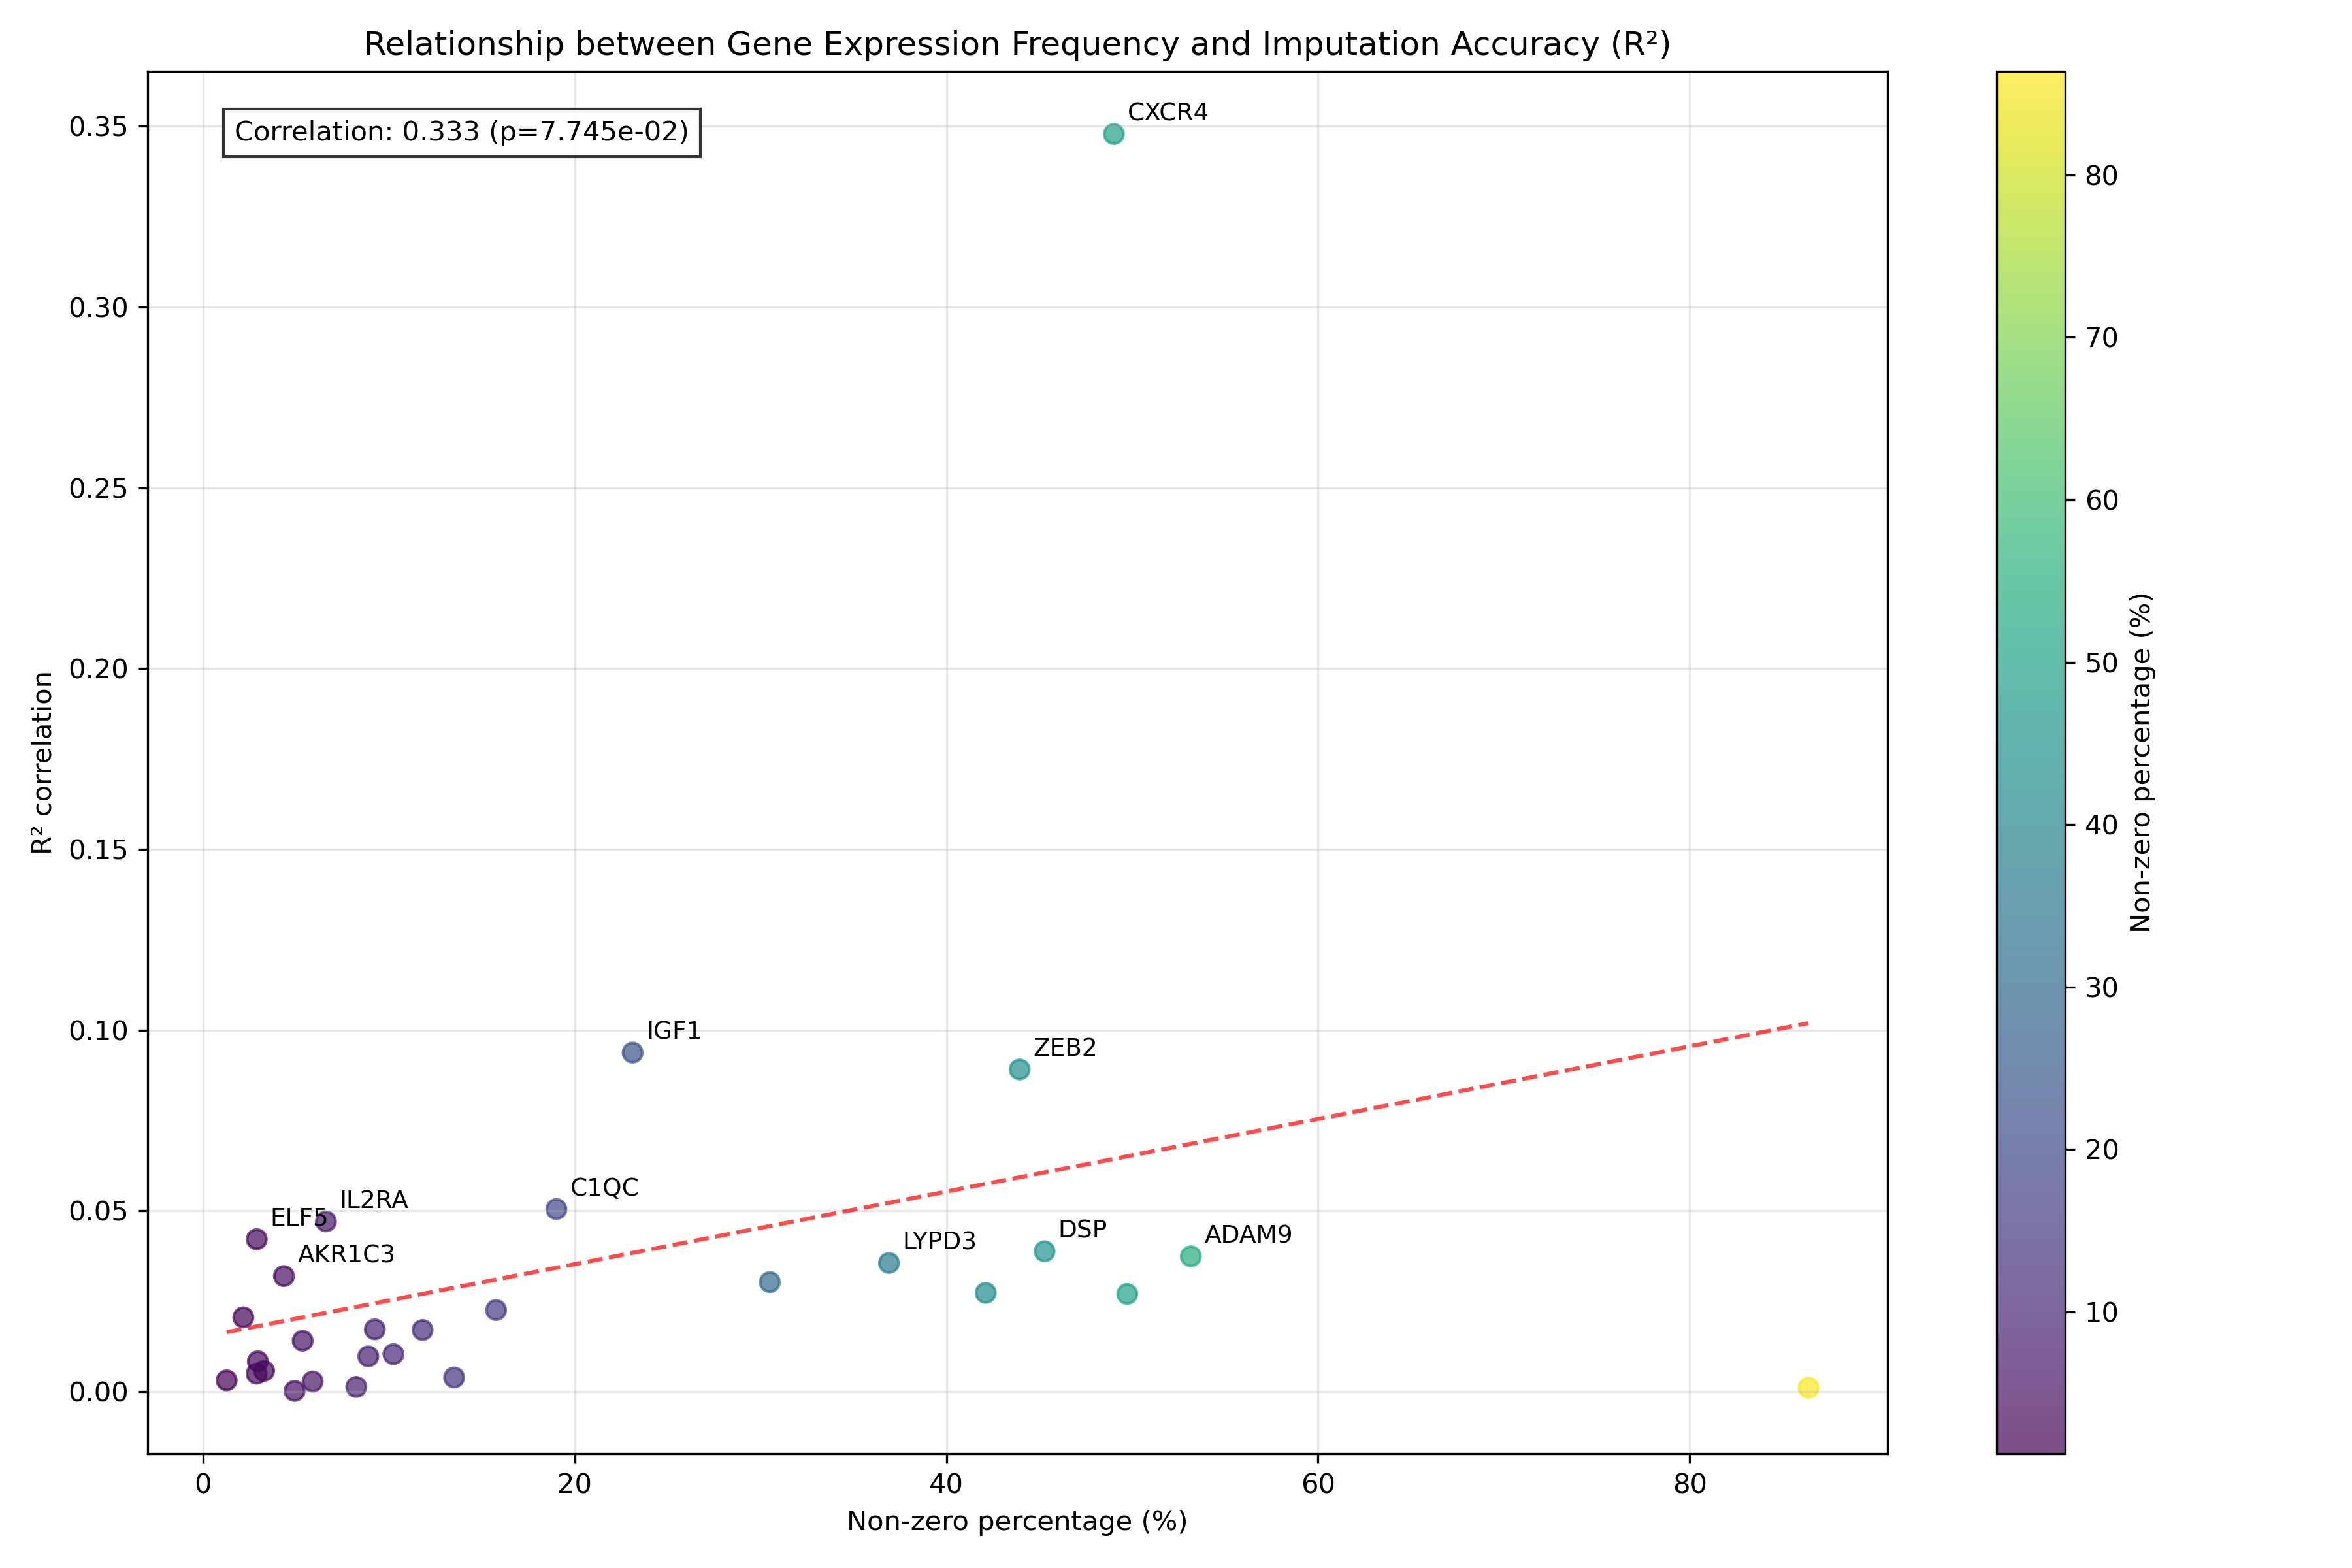 Relationship between Gene Expression Frequency and Imputation Accuracy (R²)
Correlation: 0.333 (p=7.745e-02)
CXCR4
IGF1
ZEB2
C1QC
IL2RA
ELF5
AKR1C3
LYPD3
DSP
ADAM9
R² correlation
0.35
0.30
0.25
0.20
0.15
0.10
0.05
0.00
0
20
40
60
80
Non-zero percentage (%)
80
70
60
50
40
30
20
10
Non-zero percentage (%)